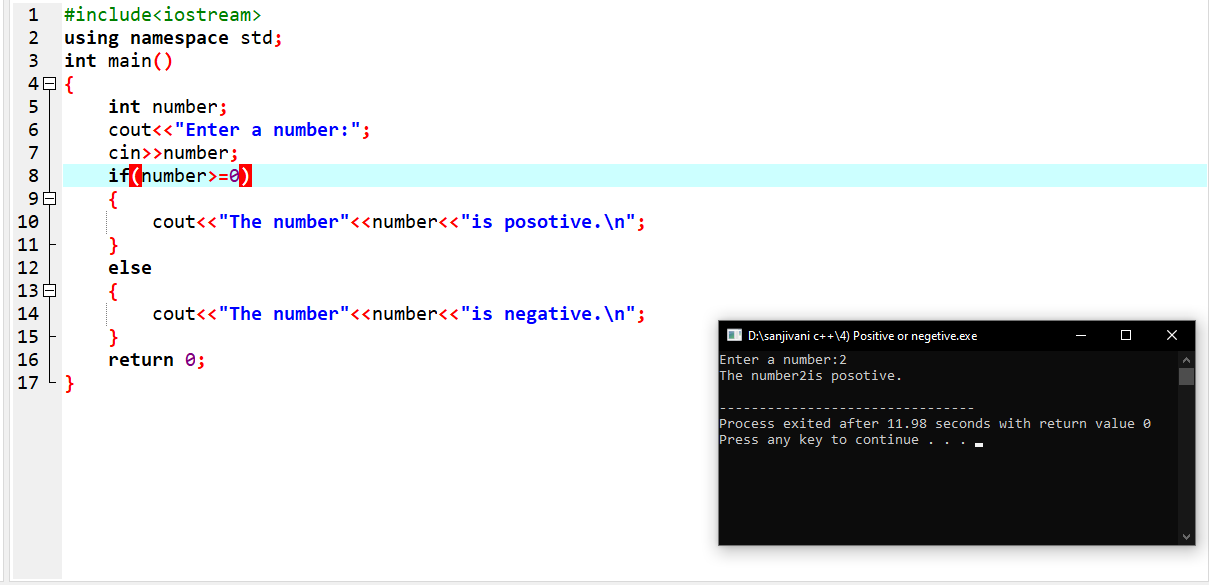 1 #include<iostream>
2 using namespace std;
3 int main()
4 {
5     int number;
6     cout<<"Enter a number:";
7     cin>>number;
8     if(number>=0)
9     {
10         cout<<"The number"<<number<<"is posotive.\n";
11     }
12     else
13     {
14         cout<<"The number"<<number<<"is negative.\n";
15     }
16     return 0;
17 }
D:\sanjivani c++\4) Positive or negetive.exe
Enter a number:2
The number2is posotive.
--------------------------------
Process exited after 11.98 seconds with return value 0
Press any key to continue . . .